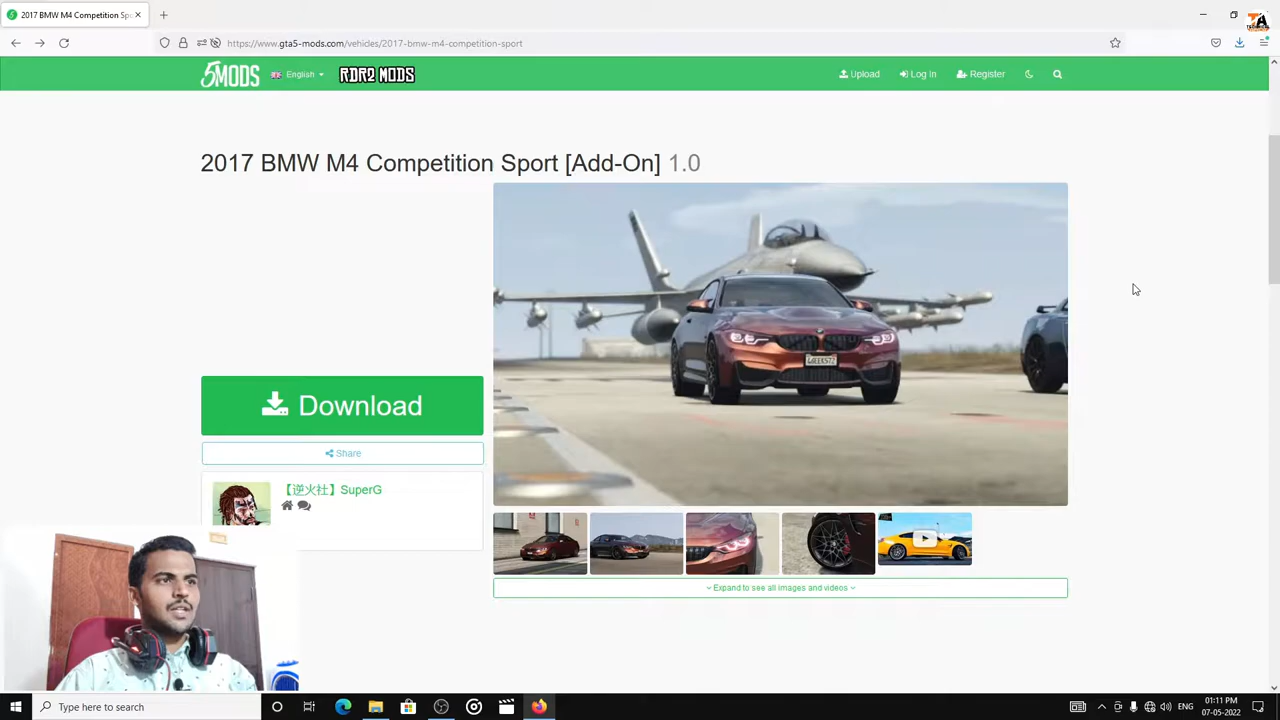 2017 BMW M4 Competition Sp
https://www.gta5-mods.com/vehicles/2017-bmw-m4-competition-sport
5MODS
English
RDR2 MODS
Upload
Log In
Register
2017 BMW M4 Competition Sport [Add-On] 1.0
GEEKS72
Download
Share
【逆火社】SuperG
Expand to see all images and videos
Type here to search
ENG
01:11 PM
07-05-2022